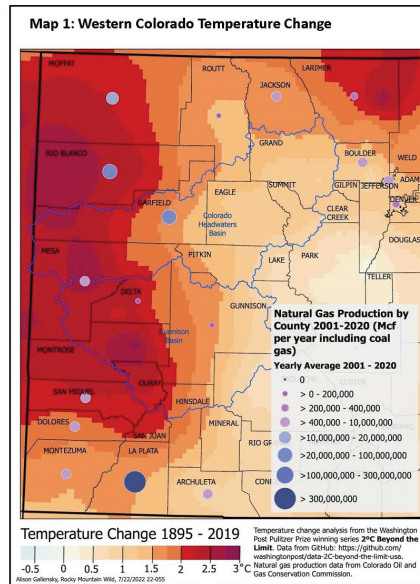 Map 1: Western Colorado Temperature Change
MOFFAT
ROUTT
JACKSON
LARIMER
RIO BLANCO
GRAND
BOULDER
WELD
GARFIELD
EAGLE
SUMMIT
GILPIN
JEFFERSON
ADAM
DENVER
Colorado
Headwaters
Basin
CLEAR
CREEK
DOUGLAS
MESA
PITKIN
LAKE
PARK
TELLER
DELTA
Gunnison
Basin
GUNNISON
MONTROSE
OURAY
SAN MIGUEL
HINSDALE
DOLORES
SAN JUAN
MINERAL
RIO GR
MONTEZUMA
LA PLATA
ARCHULETA
CON
Natural Gas Production by
County 2001-2020 (Mcf
per year including coal
gas)
Yearly Average 2001 - 2020
0
> 0 - 200,000
> 200,000 - 400,000
> 400,000 - 10,000,000
>10,000,000 - 20,000,000
>20,000,000 - 100,000,000
>100,000,000 - 300,000,000
> 300,000,000
Temperature Change 1895 - 2019
-0.5 0 0.5 1 1.5 2 2.5 3°C
Alison Gallensky, Rocky Mountain Wild, 7/22/2022 22-055
Temperature change analysis from the Washington
Post Pulitzer Prize winning series 2ºC Beyond the
Limit. Data from GitHub: https://github.com/
washingtonpost/data-2C-beyond-the-limit-usa.
Natural gas production data from Colorado Oil and
Gas Conservation Commission.